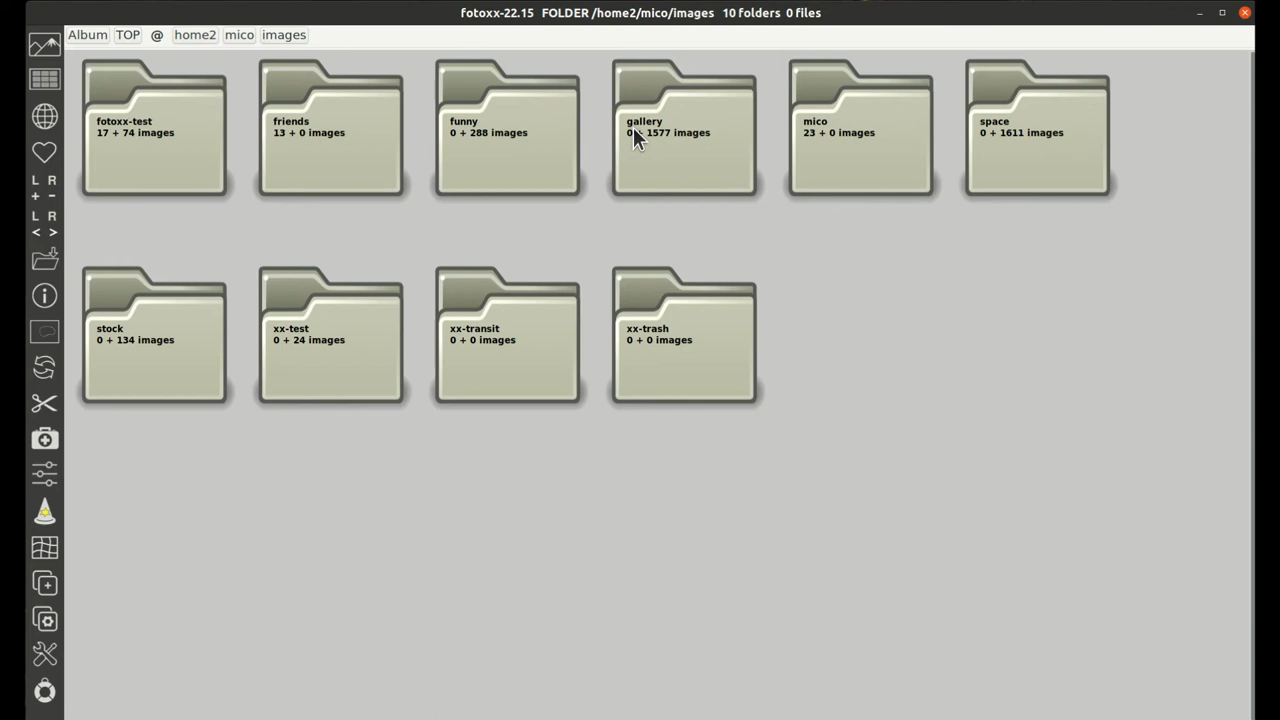 fotoxx-22.15 FOLDER /home2/mico/images 10 folders 0 files
Album TOP @ home2 mico images
fotoxx-test
17 + 74 images
friends
13 + 0 images
funny
0 + 288 images
gallery
1577 images
mico
23 + 0 images
space
0 + 1611 images
stock
0 + 134 images
xx-test
0 + 24 images
xx-transit
0 + 0 images
xx-trash
0 + 0 images
L R
+ −
L R
< >